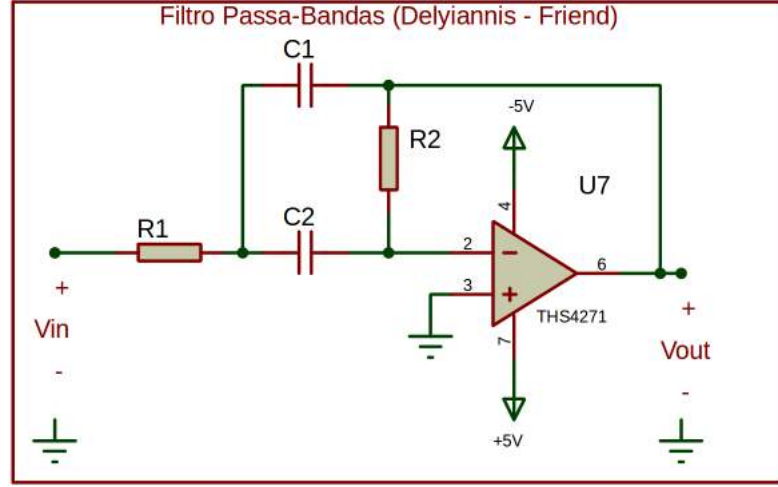 Filtro Passa-Bandas (Delyiannis - Friend)
C1
-5V
R2
U7
4
R1
C2
2
6
3
+
Vin
-
THS4271
7
+
Vout
-
+5V